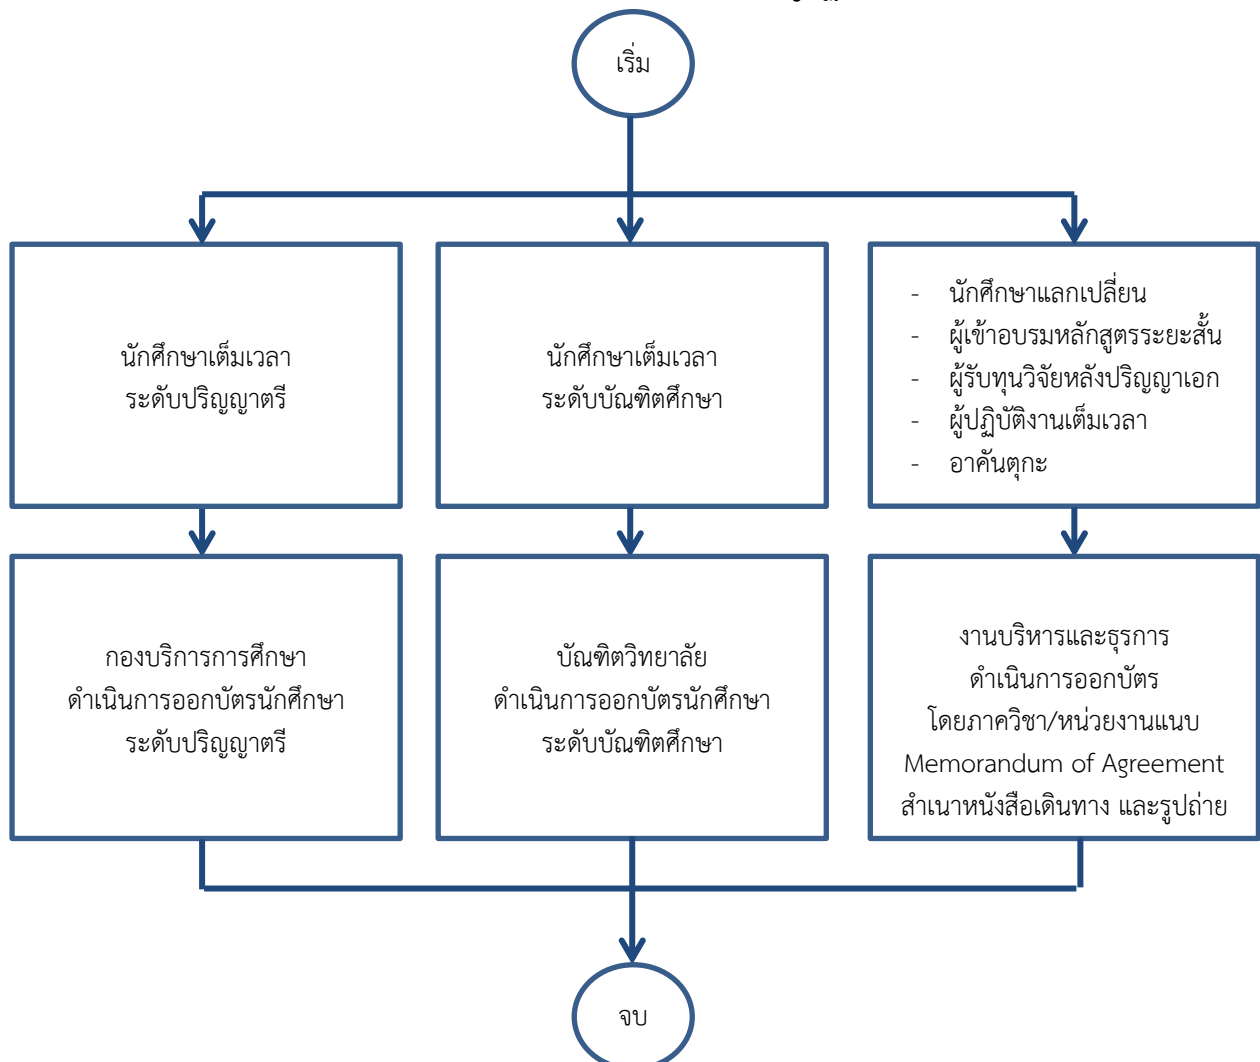 เริ่ม
นักศึกษาเต็มเวลา
ระดับปริญญาตรี
นักศึกษาเต็มเวลา
ระดับบัณฑิตศึกษา
- นักศึกษาแลกเปลี่ยน
- ผู้เข้าอบรมหลักสูตรระยะสั้น
- ผู้รับทุนวิจัยหลังปริญญาเอก
- ผู้ปฏิบัติงานเต็มเวลา
- อาคันตุกะ
กองบริการการศึกษา
ดำเนินการออกบัตรนักศึกษา
ระดับปริญญาตรี
บัณฑิตวิทยาลัย
ดำเนินการออกบัตรนักศึกษา
ระดับบัณฑิตศึกษา
งานบริหารและธุรการ
ดำเนินการออกบัตร
โดยภาควิชา/หน่วยงานแนบ
Memorandum of Agreement
สำเนาหนังสือเดินทาง และรูปถ่าย
จบ